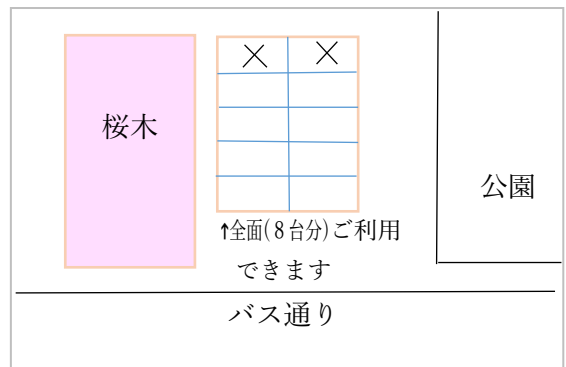 桜木
公園
↑全面(８台分)ご利用
できます
バス通り